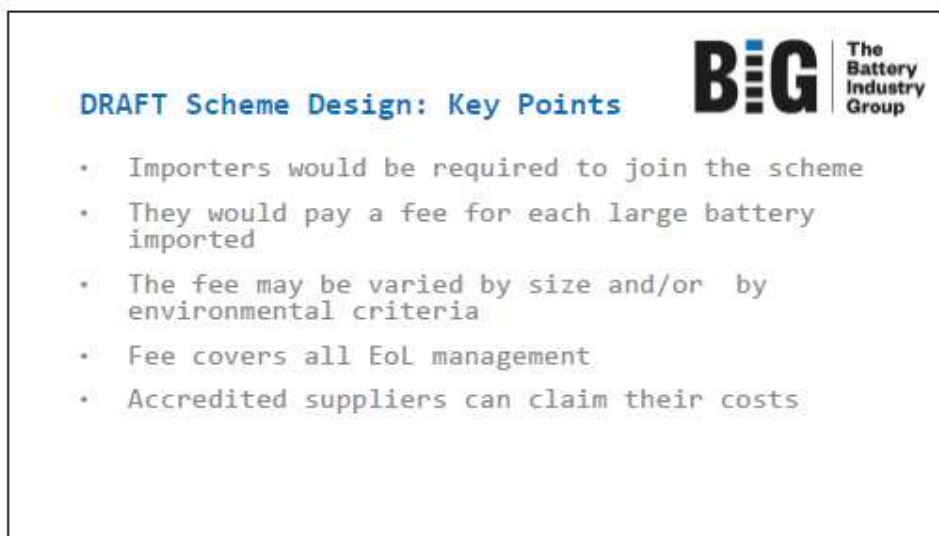 BIG
The
Battery
Industry
Group
DRAFT Scheme Design: Key Points
• Importers would be required to join the scheme
• They would pay a fee for each large battery
imported
• The fee may be varied by size and/or by
environmental criteria
• Fee covers all EoL management
• Accredited suppliers can claim their costs